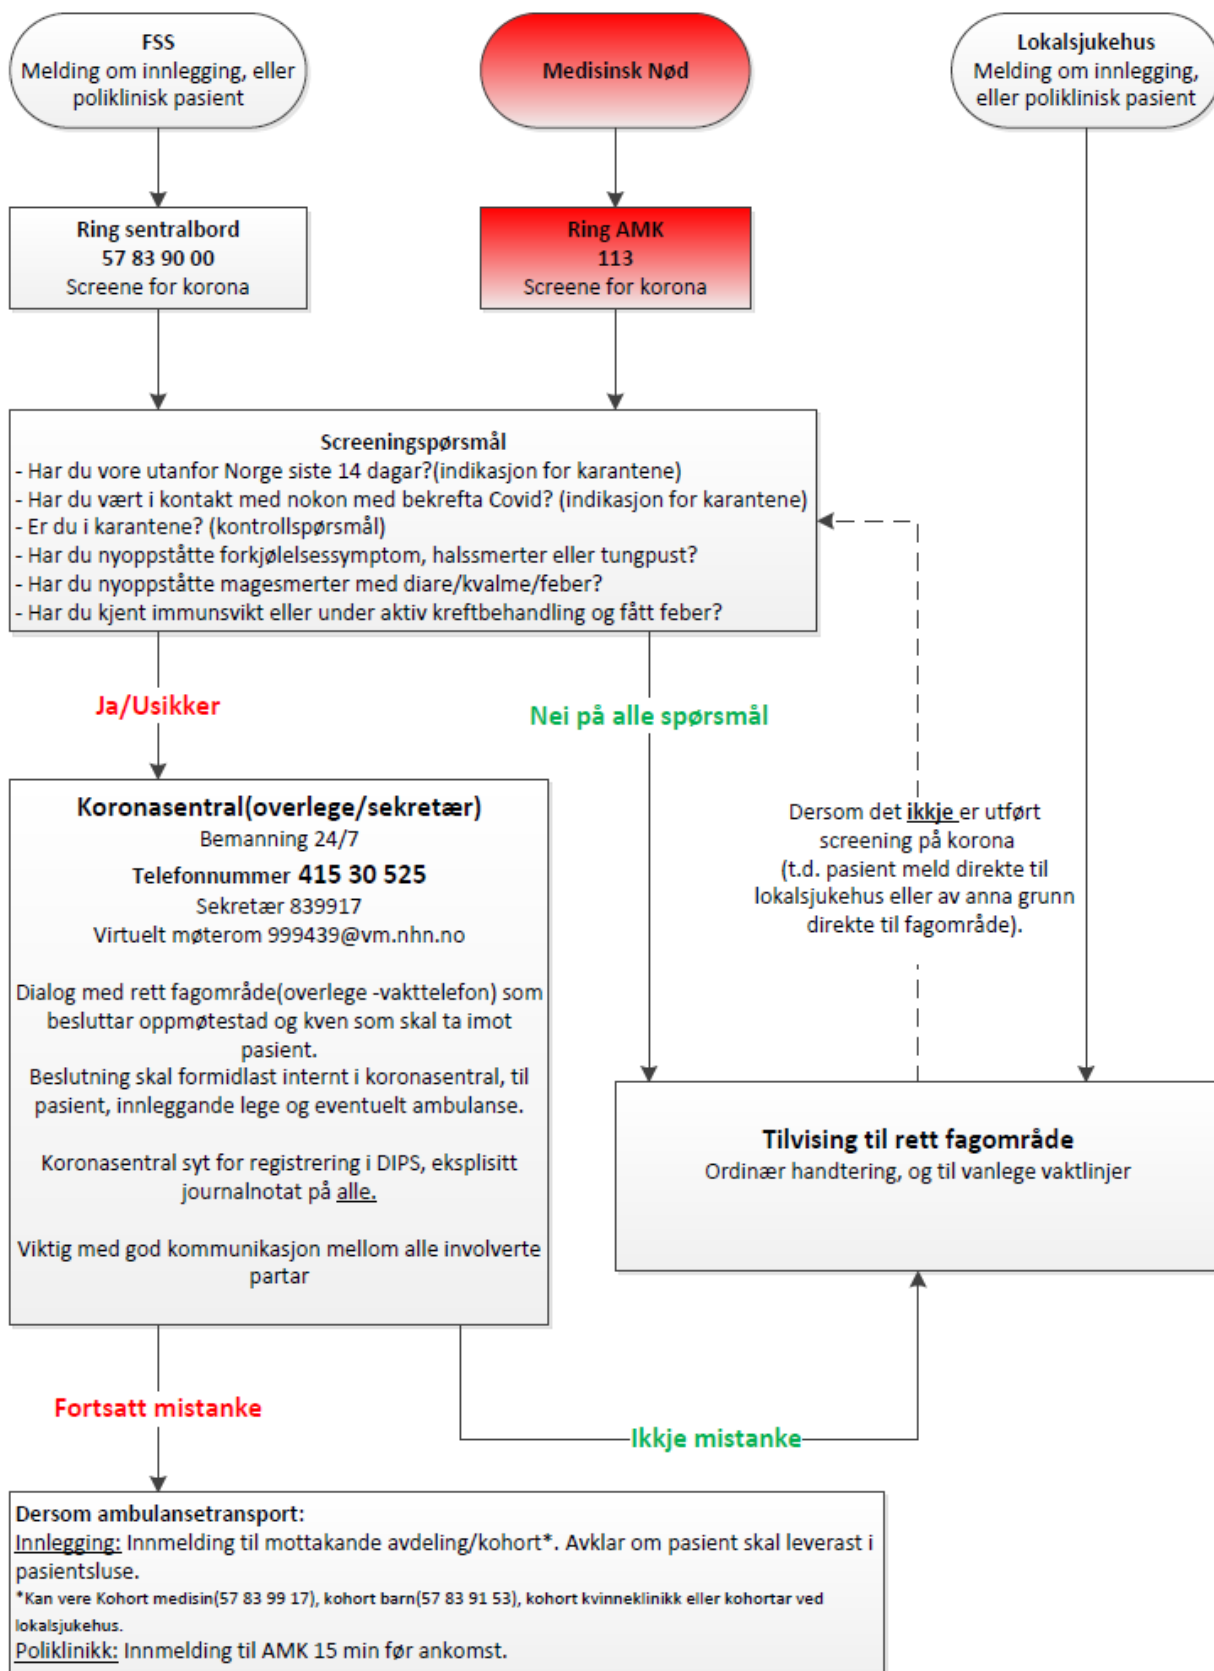 FSS
Melding om innlegging, eller
poliklinisk pasient
Medisinsk Nød
Lokalsjukehus
Melding om innlegging,
eller poliklinisk pasient
Ring sentralbord
57 83 90 00
Screene for korona
Ring AMK
113
Screene for korona
Screeningspørsmål
- Har du vore utanfor Norge siste 14 dagar?(indikasjon for karantene)
- Har du vært i kontakt med nokon med bekrefta Covid? (indikasjon for karantene)
- Er du i karantene? (kontrollspørsmål)
- Har du nyoppståtte forkjølelsessymptom, halssmerter eller tungpust?
- Har du nyoppståtte magesmerter med diare/kvalme/feber?
- Har du kjent immunsvikt eller under aktiv kreftbehandling og fått feber?
Ja/Usikker
Nei på alle spørsmål
Koronasentral(overlege/sekretær)
Bemanning 24/7
Telefonnummer 415 30 525
Sekretær 839917
Virtuelt møterom 999439@vm.nhn.no
Dialog med rett fagområde(overlege -vakttelefon) som
besluttar oppmøtestad og kven som skal ta imot
pasient.
Beslutning skal formidlast internt i koronasentral, til
pasient, innleggande lege og eventuelt ambulanse.
Koronasentral syt for registrering i DIPS, eksplisitt
journalnotat på alle.
Viktig med god kommunikasjon mellom alle involverte
partar
Dersom det ikkje er utført
screening på korona
(t.d. pasient meld direkte til
lokalsjukehus eller av anna grunn
direkte til fagområde).
Tilvising til rett fagområde
Ordinær handtering, og til vanlege vaktlinjer
Fortsatt mistanke
Ikkje mistanke
Dersom ambulansetransport:
Innlegging: Innmelding til mottakande avdeling/kohort*. Avklar om pasient skal leverast i
pasientsluse.
*Kan vere Kohort medisin(57 83 99 17), kohort barn(57 83 91 53), kohort kvinneklinikk eller kohortar ved
lokalsjukehus.
Poliklinikk: Innmelding til AMK 15 min før ankomst.